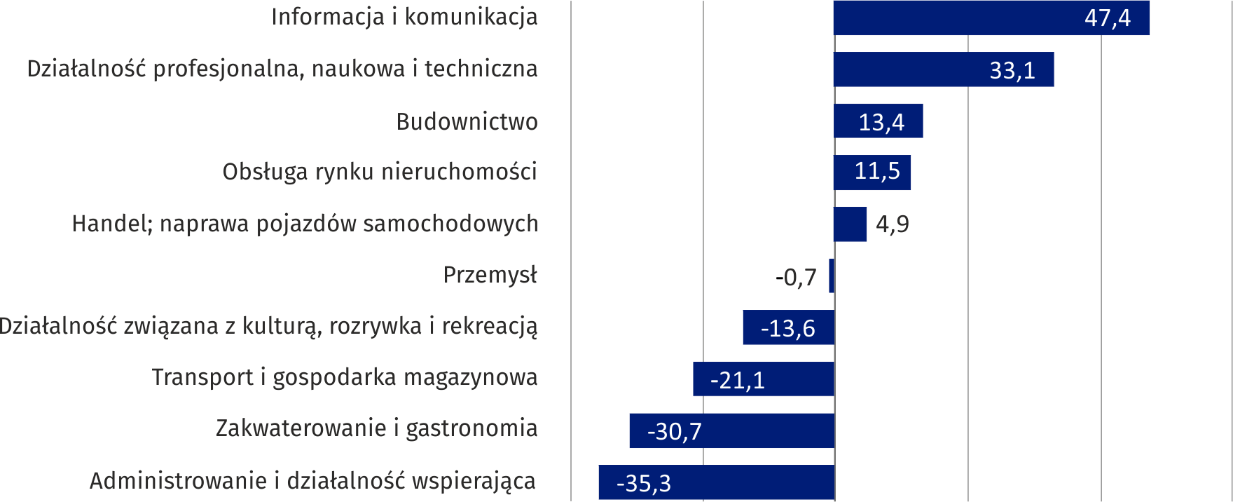 Informacja i komunikacja 47,4
Działalność profesjonalna, naukowa i techniczna 33,1
Budownictwo 13,4
Obsługa rynku nieruchomości 11,5
Handel; naprawa pojazdów samochodowych 4,9
Przemysł -0,7
Działalność związana z kulturą, rozrywka i rekreacją -13,6
Transport i gospodarka magazynowa -21,1
Zakwaterowanie i gastronomia -30,7
Administrowanie i działalność wspierająca -35,3